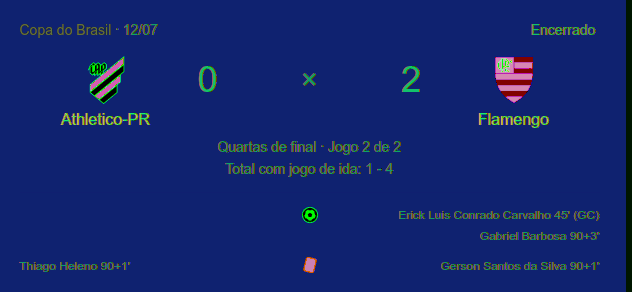 Copa do Brasil · 12/07 Encerrado
CAP
0 × 2
Athletico-PR Flamengo
Quartas de final · Jogo 2 de 2
Total com jogo de ida: 1 - 4
Erick Luis Conrado Carvalho 45' (GC)
Gabriel Barbosa 90+3'
Thiago Heleno 90+1' Gerson Santos da Silva 90+1'